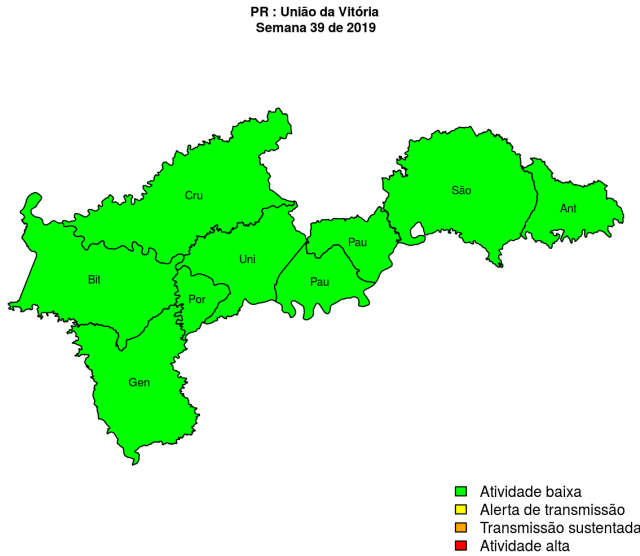 PR : União da Vitória
Semana 39 de 2019
Cru
São
Ant
Pau
Uni
Bit
Pau
Por
Gen
Atividade baixa
Alerta de transmissão
Transmissão sustentada
Atividade alta